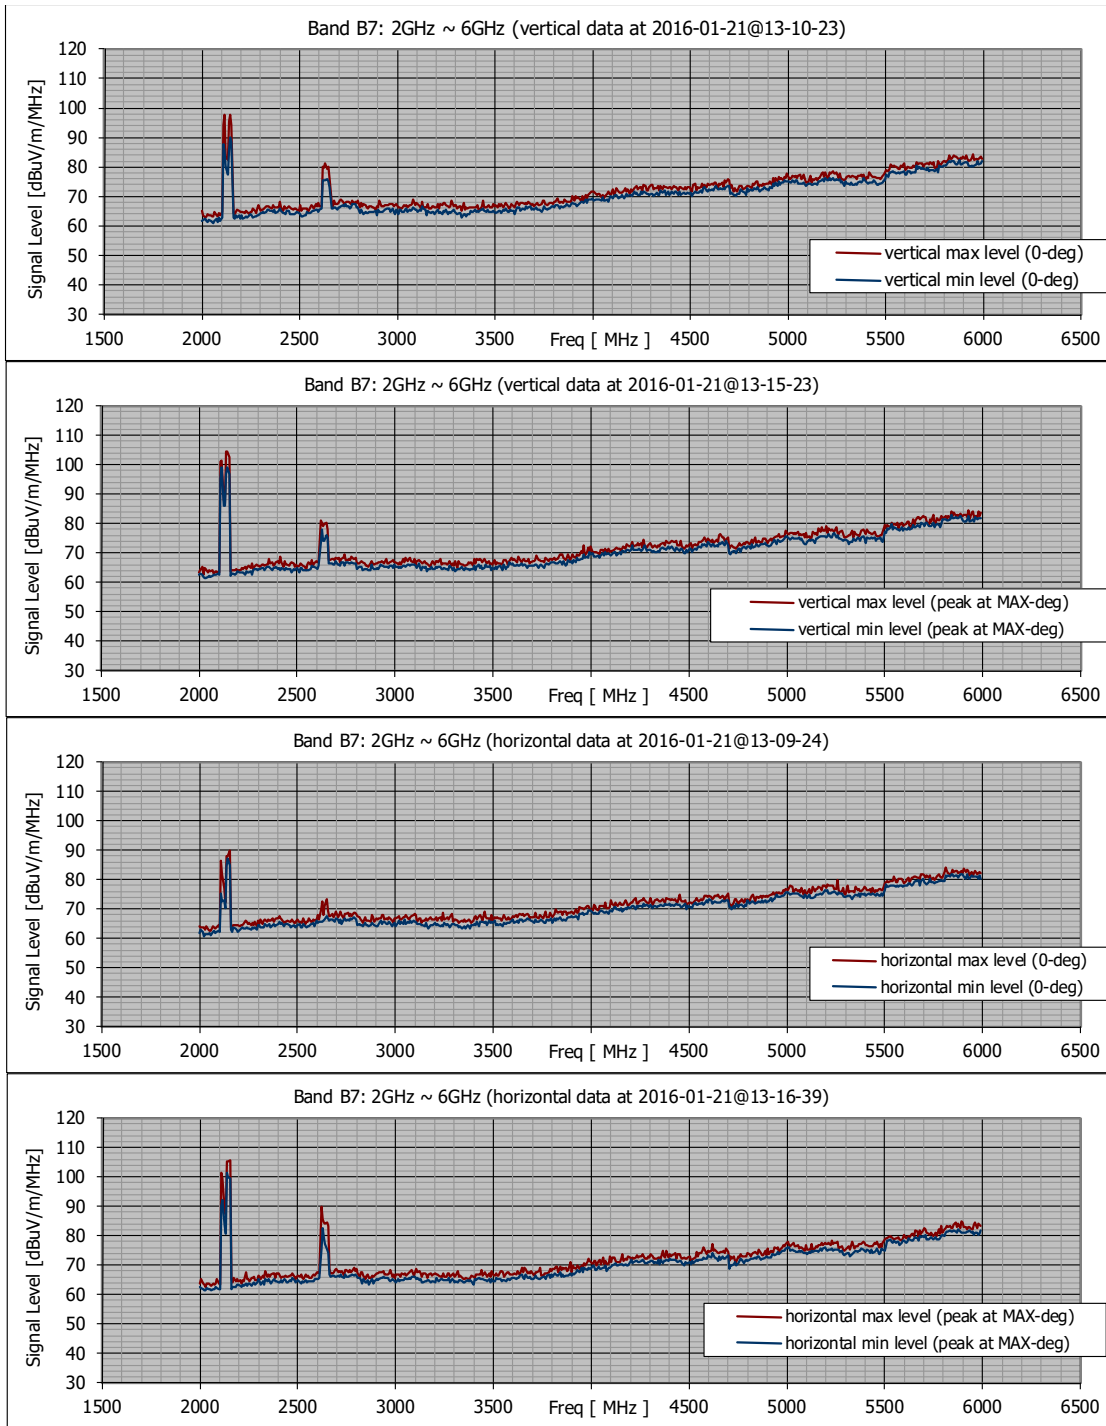 Band B7: 2GHz ~ 6GHz (vertical data at 2016-01-21@13-10-23)
120
110
100
90
80
70
60
50
40
30
Signal Level [dBuV/m/MHz]
vertical max level (0-deg)
vertical min level (0-deg)
1500 2000 2500 3000 3500 Freq [ MHz ] 4500 5000 5500 6000 6500
Band B7: 2GHz ~ 6GHz (vertical data at 2016-01-21@13-15-23)
120
110
100
90
80
70
60
50
40
30
Signal Level [dBuV/m/MHz]
vertical max level (peak at MAX-deg)
vertical min level (peak at MAX-deg)
1500 2000 2500 3000 3500 Freq [ MHz ] 4500 5000 5500 6000 6500
Band B7: 2GHz ~ 6GHz (horizontal data at 2016-01-21@13-09-24)
120
110
100
90
80
70
60
50
40
30
Signal Level [dBuV/m/MHz]
horizontal max level (0-deg)
horizontal min level (0-deg)
1500 2000 2500 3000 3500 Freq [ MHz ] 4500 5000 5500 6000 6500
Band B7: 2GHz ~ 6GHz (horizontal data at 2016-01-21@13-16-39)
120
110
100
90
80
70
60
50
40
30
Signal Level [dBuV/m/MHz]
horizontal max level (peak at MAX-deg)
horizontal min level (peak at MAX-deg)
1500 2000 2500 3000 3500 Freq [ MHz ] 4500 5000 5500 6000 6500